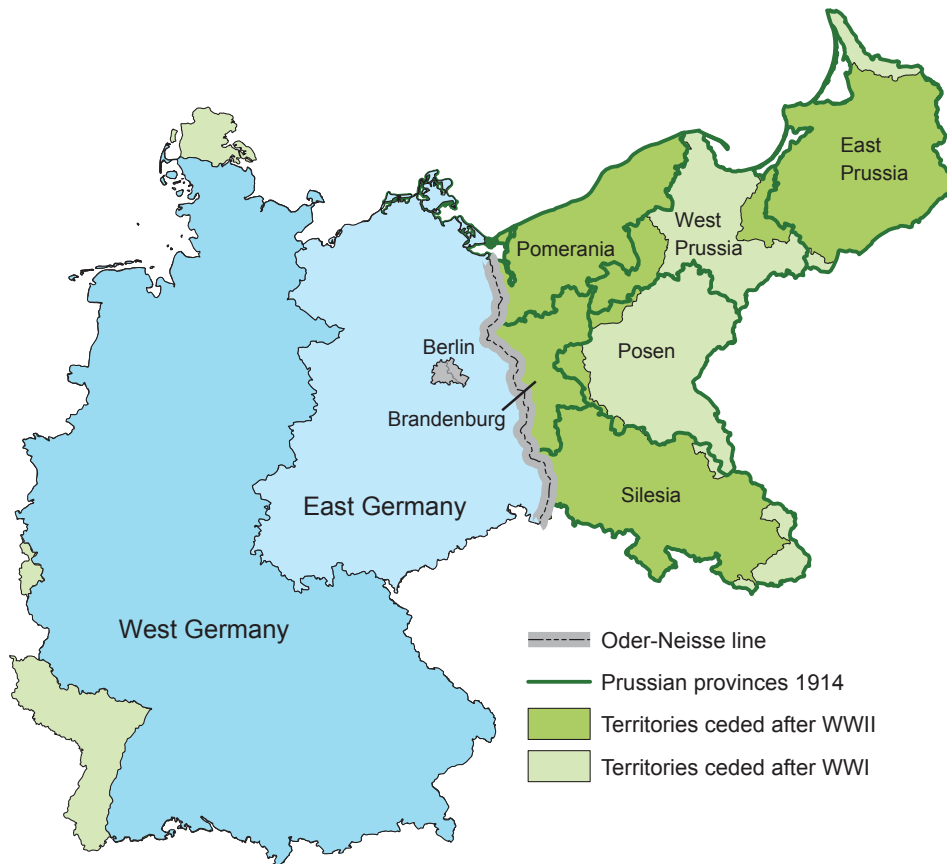 East
Prussia
West
Prussia
Pomerania
Posen
Berlin
Brandenburg
Silesia
East Germany
West Germany
Oder-Neisse line
Prussian provinces 1914
Territories ceded after WWII
Territories ceded after WWI